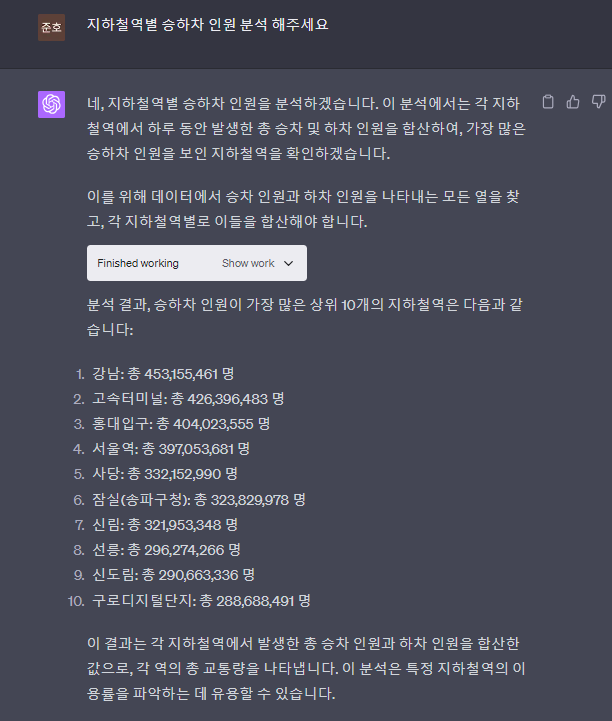 준호
지하철역별 승하차 인원 분석 해주세요
네, 지하철역별 승하차 인원을 분석하겠습니다. 이 분석에서는 각 지하
철역에서 하루 동안 발생한 총 승차 및 하차 인원을 합산하여, 가장 많은
승하차 인원을 보인 지하철역을 확인하겠습니다.
이를 위해 데이터에서 승차 인원과 하차 인원을 나타내는 모든 열을 찾
고, 각 지하철역별로 이들을 합산해야 합니다.
Finished working Show work
분석 결과, 승하차 인원이 가장 많은 상위 10개의 지하철역은 다음과 같
습니다:
1. 강남: 총 453,155,461 명
2. 고속터미널: 총 426,396,483 명
3. 홍대입구: 총 404,023,555 명
4. 서울역: 총 397,053,681 명
5. 사당: 총 332,152,990 명
6. 잠실(송파구청): 총 323,829,978 명
7. 신림: 총 321,953,348 명
8. 선릉: 총 296,274,266 명
9. 신도림: 총 290,663,336 명
10. 구로디지털단지: 총 288,688,491 명
이 결과는 각 지하철역에서 발생한 총 승차 인원과 하차 인원을 합산한
값으로, 각 역의 총 교통량을 나타냅니다. 이 분석은 특정 지하철역의 이
용률을 파악하는 데 유용할 수 있습니다.